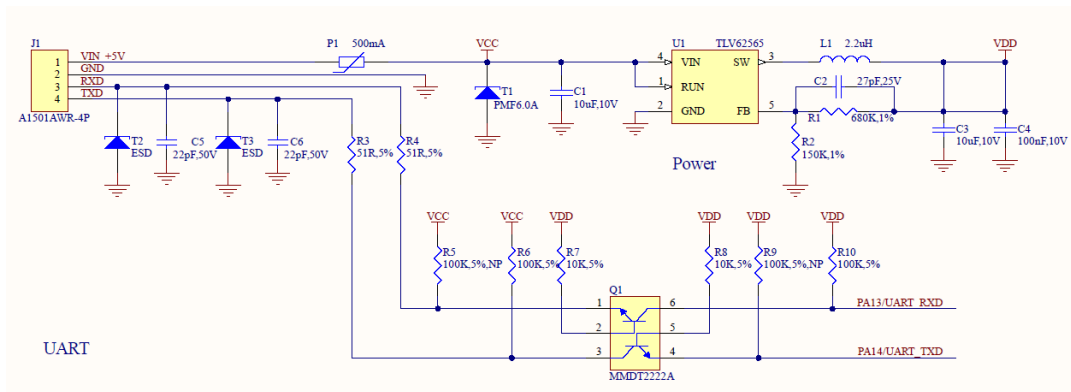 J1
VIN +5V
GND
RXD
TXD
1
2
3
4
A1501AWR-4P
P1 500mA
VCC
T1
PMF6.0A
C1
10uF,10V
U1 TLV62565
4 VIN SW 3
1 RUN
2 GND FB 5
L1 2.2uH
C2 27pF,25V
R1 680K,1%
R2
150K,1%
VDD
C3
10uF,10V
C4
100nF,10V
T2
ESD
C5
22pF,50V
T3
ESD
C6
22pF,50V
R3
51R,5%
R4
51R,5%
Power
VCC
VCC
VDD
VDD
VDD
VDD
R5
100K,5%,NP
R6
100K,5%
R7
10K,5%
R8
10K,5%
R9
100K,5%,NP
R10
100K,5%
Q1
1
2
3
6
5
4
MMDT2222A
PA13/UART_RXD
PA14/UART_TXD
UART